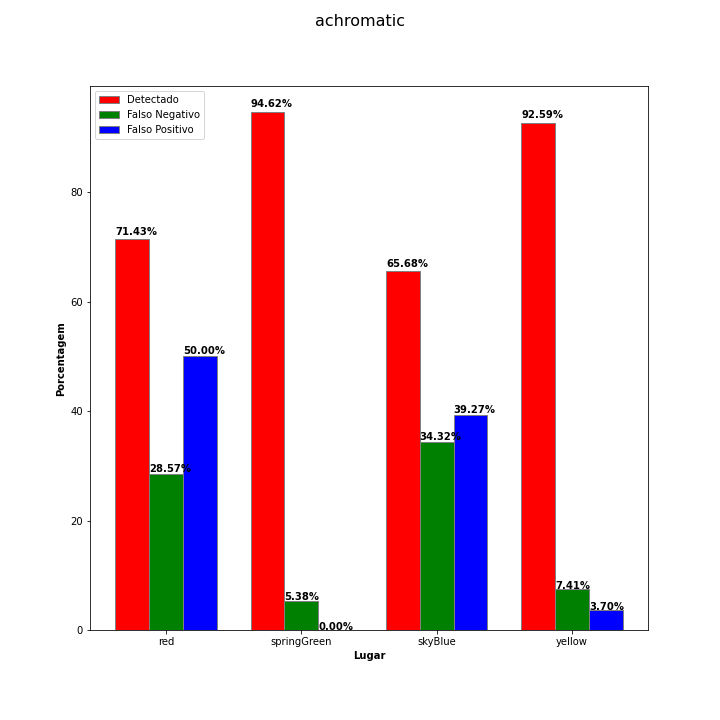 achromatic
Detectado
Falso Negativo
Falso Positivo
94.62%
92.59%
71.43%
65.68%
50.00%
39.27%
34.32%
28.57%
7.41%
5.38%
3.70%
0.00%
80
60
40
20
0
Porcentagem
red springGreen skyBlue yellow
Lugar